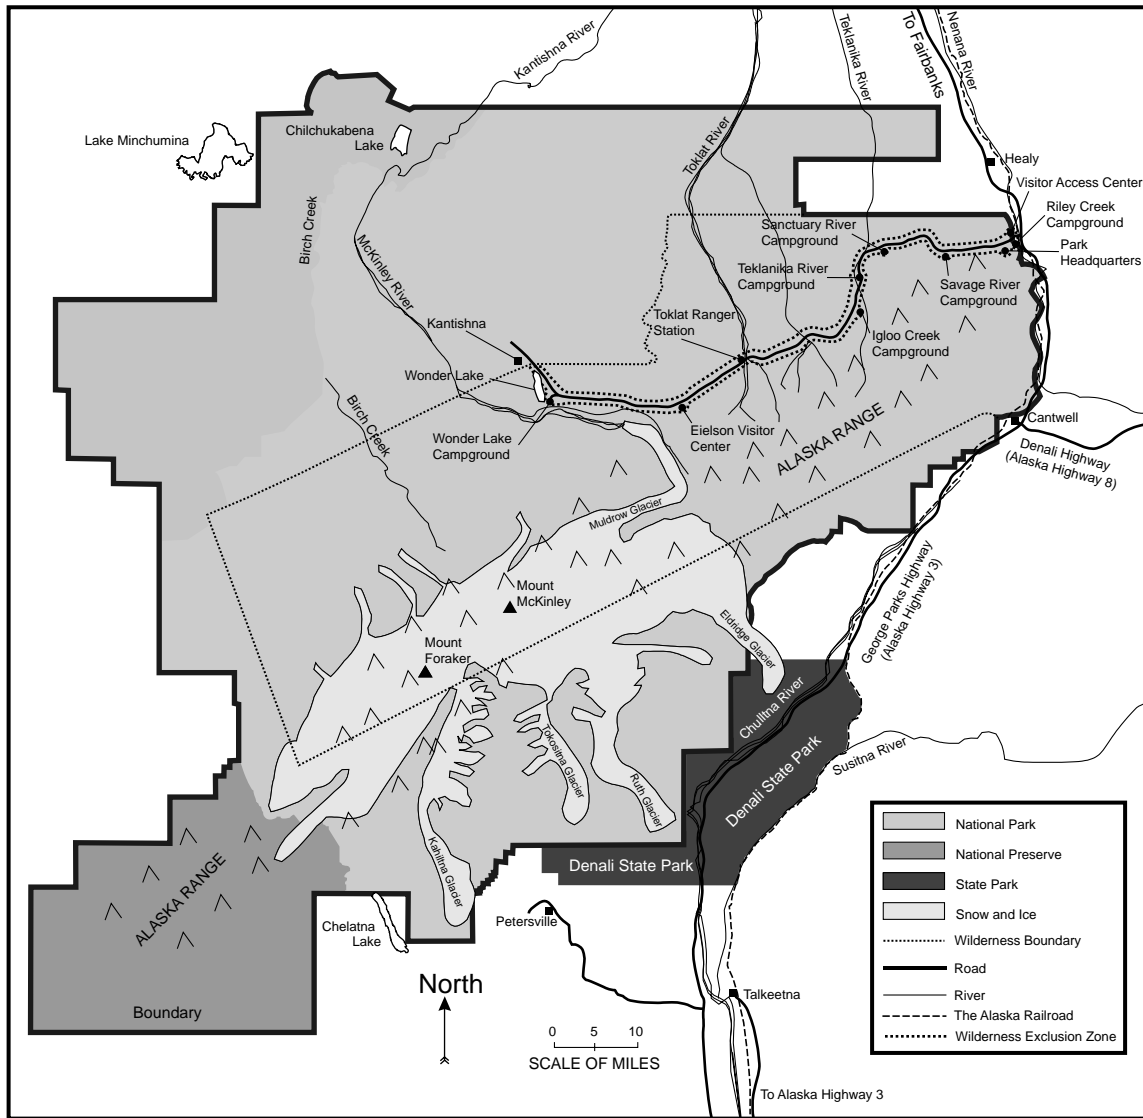 Kantishna River
Teklanika River
To Fairbanks
Nenana River
Lake Minchumina
Chilchukabena
Lake
Toklat River
Healy
Visitor Access Center
Riley Creek
Campground
Park
Headquarters
Birch Creek
McKinley River
Sanctuary River
Campground
Teklanika River
Campground
Savage River
Campground
Kantishna
Toklat Ranger
Station
Igloo Creek
Campground
Wonder Lake
Birch Creek
Wonder Lake
Campground
Eielson Visitor
Center
ALASKA RANGE
Cantwell
Denali Highway
(Alaska Highway 8)
Muldrow Glacier
Mount
McKinley
George Parks Highway
(Alaska Highway 3)
Mount
Foraker
Eldridge Glacier
Chulltna River
Tokositna Glacier
Ruth Glacier
Denali State Park
Susitna River
Kahiltna Glacier
Denali State Park
ALASKA RANGE
Chelatna
Lake
Petersville
Boundary
North
Talkeetna
0 5 10
SCALE OF MILES
To Alaska Highway 3
National Park
National Preserve
State Park
Snow and Ice
Wilderness Boundary
Road
River
The Alaska Railroad
Wilderness Exclusion Zone